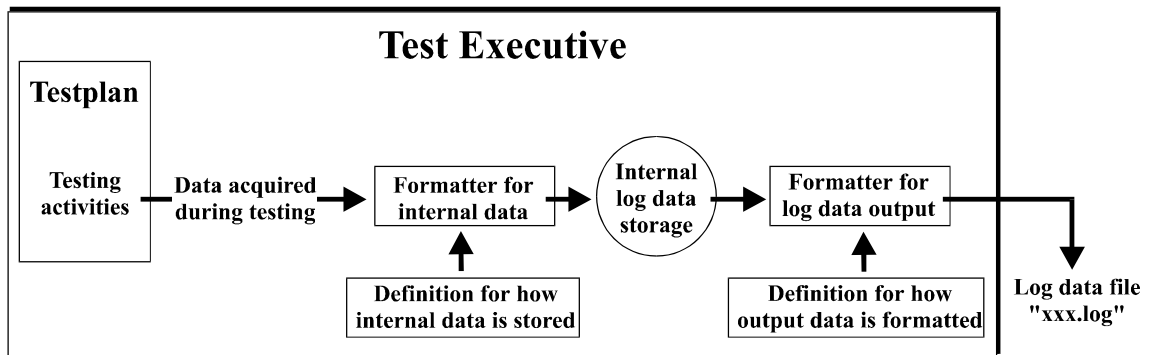 Test Executive
Testplan
Testing
activities
Data acquired
during testing
Formatter for
internal data
Internal
log data
storage
Formatter for
log data output
Definition for how
internal data is stored
Definition for how
output data is formatted
Log data file
"xxx.log"